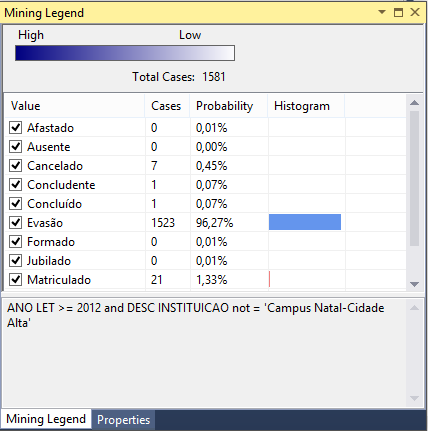 Mining Legend
High Low
Total Cases: 1581
Value Cases Probability Histogram
Afastado 0 0,01%
Ausente 0 0,00%
Cancelado 7 0,45%
Concludente 1 0,07%
Concluído 1 0,07%
Evasão 1523 96,27%
Formado 0 0,01%
Jubilado 0 0,01%
Matriculado 21 1,33%
ANO LET >= 2012 and DESC INSTITUICAO not = 'Campus Natal-Cidade
Alta'
Mining Legend Properties